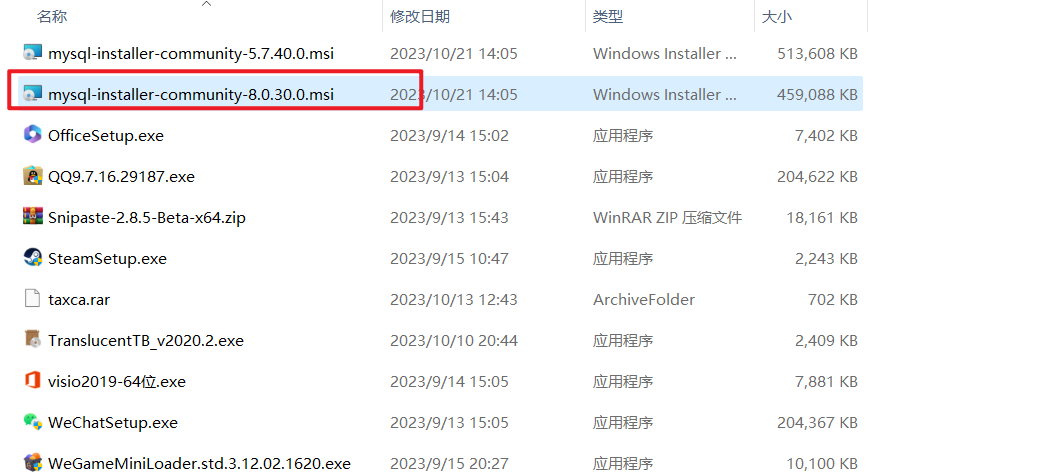 名称 修改日期 类型 大小
mysql-installer-community-5.7.40.0.msi 2023/10/21 14:05 Windows Installer ... 513,608 KB
mysql-installer-community-8.0.30.0.msi 2023/10/21 14:05 Windows Installer ... 459,088 KB
OfficeSetup.exe 2023/9/14 15:02 应用程序 7,402 KB
QQ9.7.16.29187.exe 2023/9/13 15:04 应用程序 204,622 KB
Snipaste-2.8.5-Beta-x64.zip 2023/9/13 15:43 WinRAR ZIP 压缩文件 18,161 KB
SteamSetup.exe 2023/9/15 10:47 应用程序 2,243 KB
taxca.rar 2023/10/13 12:43 ArchiveFolder 702 KB
TranslucentTB_v2020.2.exe 2023/10/10 20:44 应用程序 2,409 KB
visio2019-64位.exe 2023/9/14 15:05 应用程序 7,881 KB
WeChatSetup.exe 2023/9/13 15:05 应用程序 204,367 KB
WeGameMiniLoader.std.3.12.02.1620.exe 2023/9/15 20:27 应用程序 10,100 KB